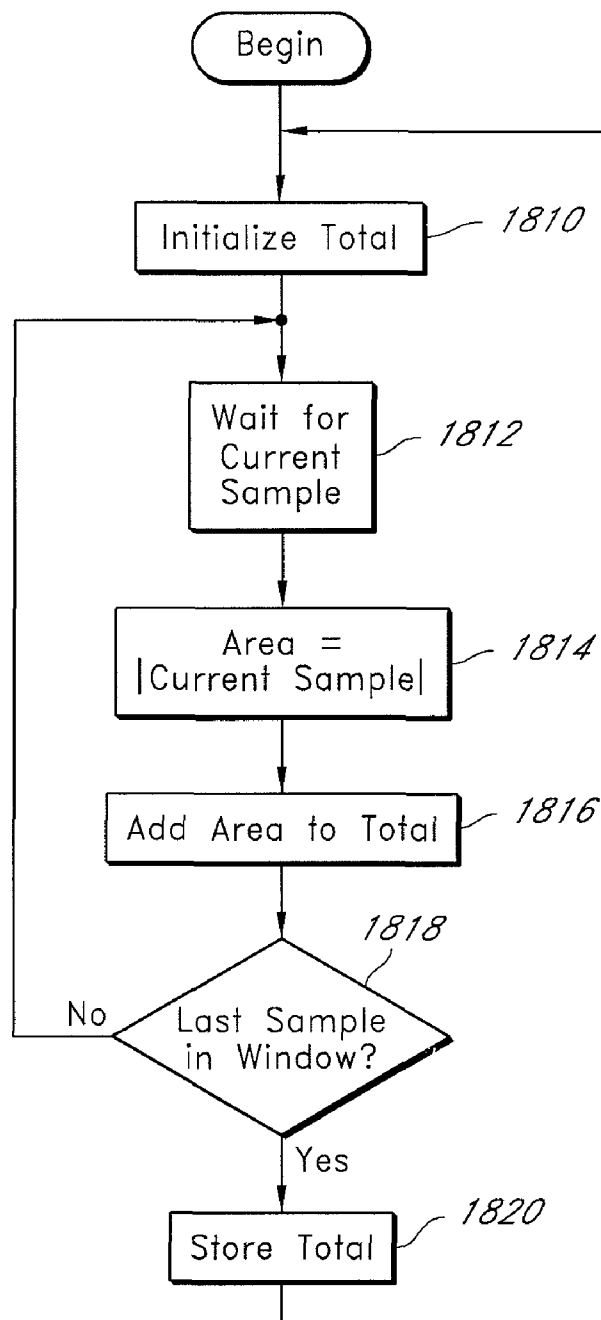 Begin
Initialize Total
1810
Wait for
Current
Sample
1812
Area =
|Current Sample|
1814
Add Area to Total
1816
1818
Last Sample
in Window?
No
Yes
1820
Store Total